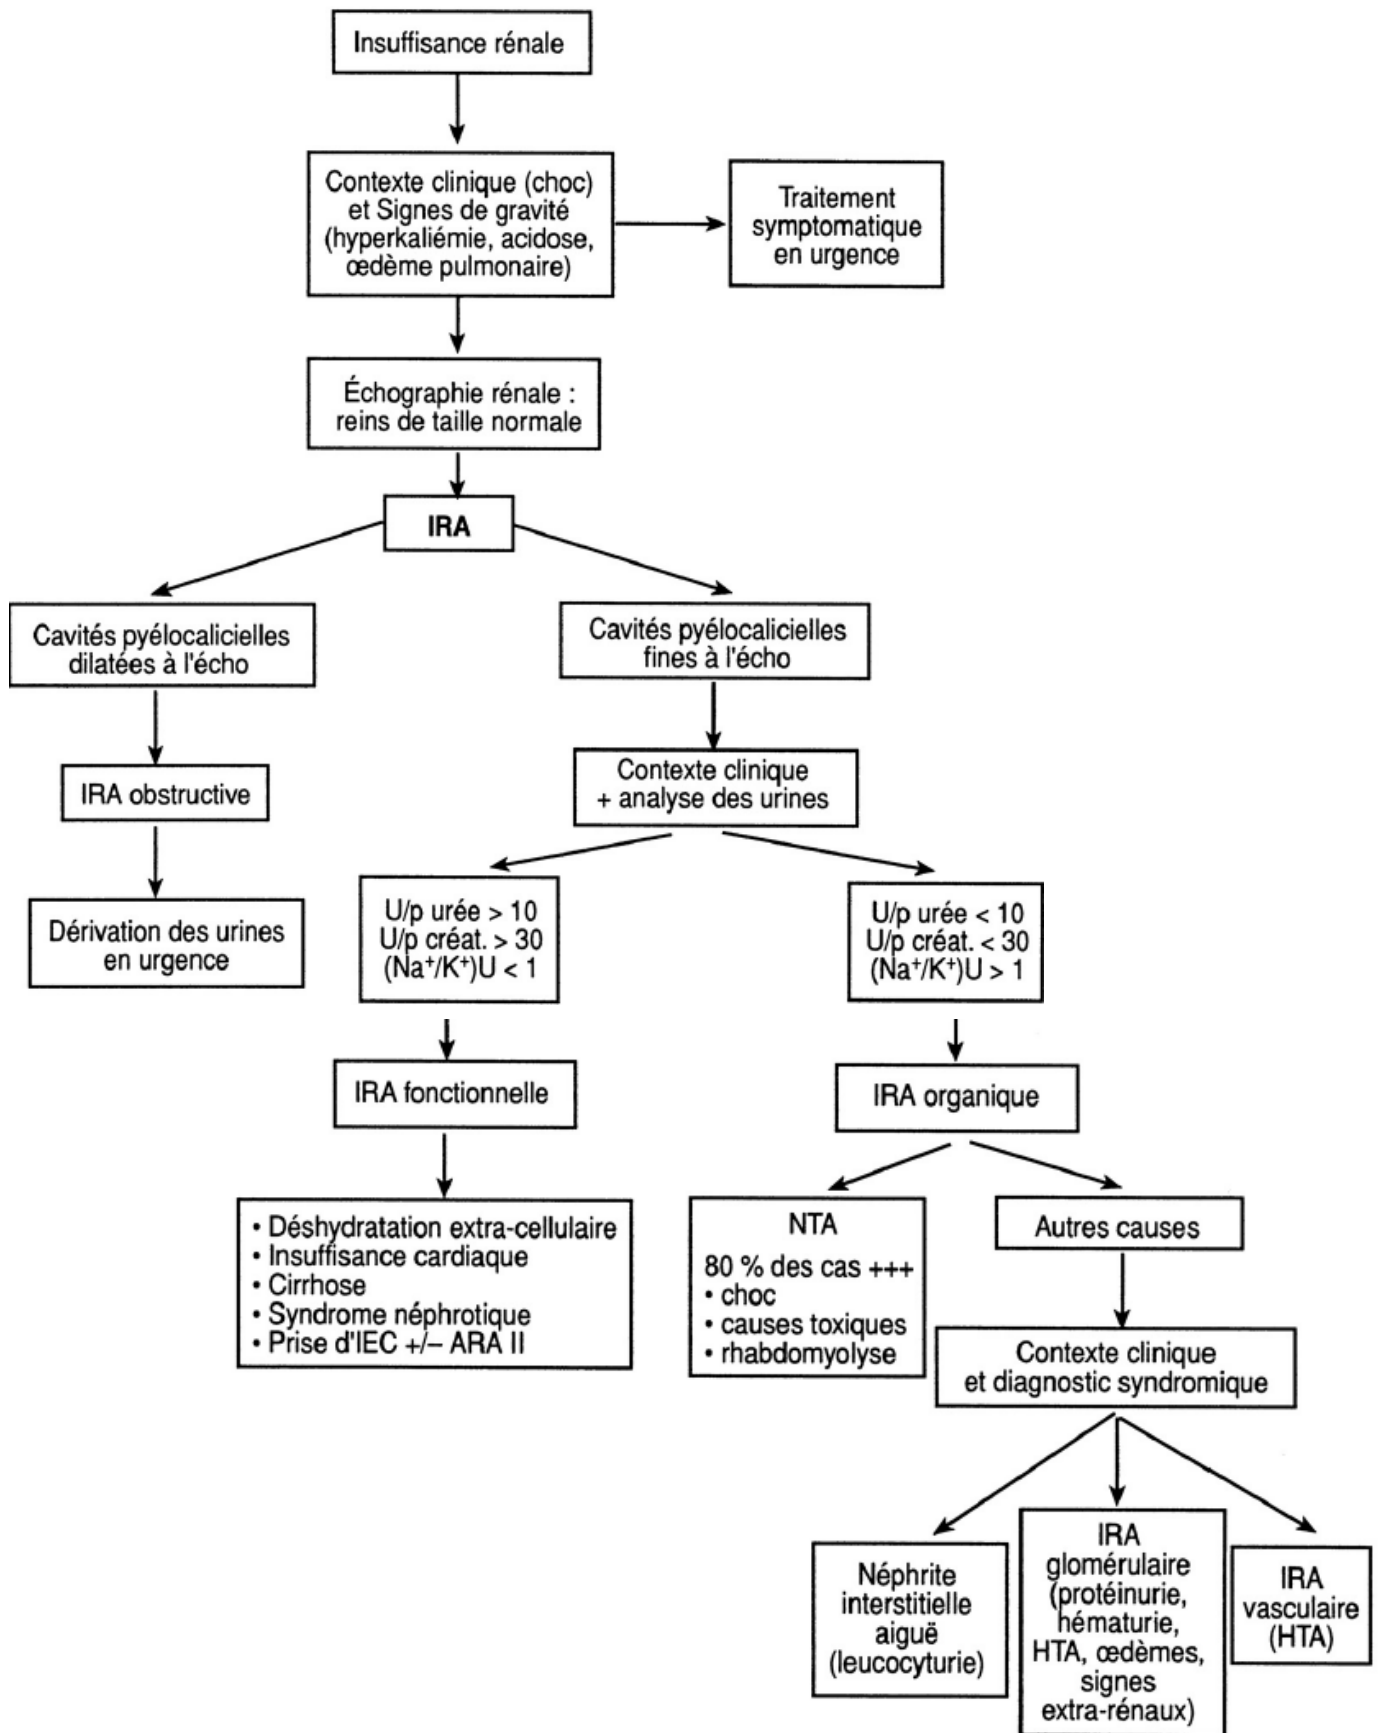 Insuffisance rénale
Contexte clinique (choc)
et Signes de gravité
(hyperkaliémie, acidose,
œdème pulmonaire)
Traitement
symptomatique
en urgence
Échographie rénale :
reins de taille normale
IRA
Cavités pyélocalicielles
dilatées à l'écho
Cavités pyélocalicielles
fines à l'écho
IRA obstructive
Contexte clinique
+ analyse des urines
Dérivation des urines
en urgence
U/p urée > 10
U/p créat. > 30
(Na⁺/K⁺)U < 1
U/p urée < 10
U/p créat. < 30
(Na⁺/K⁺)U > 1
IRA fonctionnelle
IRA organique
• Déshydratation extra-cellulaire
• Insuffisance cardiaque
• Cirrhose
• Syndrome néphrotique
• Prise d'IEC +/– ARA II
NTA
80 % des cas +++
• choc
• causes toxiques
• rhabdomyolyse
Autres causes
Contexte clinique
et diagnostic syndromique
Néphrite
interstitielle
aiguë
(leucocyturie)
IRA
glomérulaire
(protéinurie,
hématurie,
HTA, œdèmes,
signes
extra-rénaux)
IRA
vasculaire
(HTA)